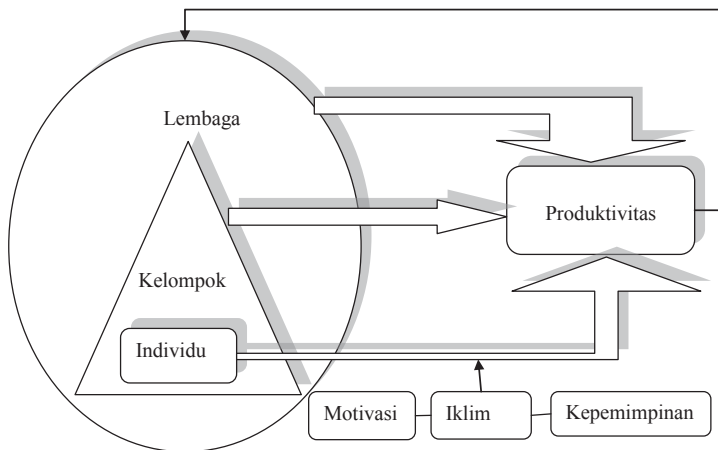 Lembaga
Produktivitas
Kelompok
Individu
Motivasi
Iklim
Kepemimpinan